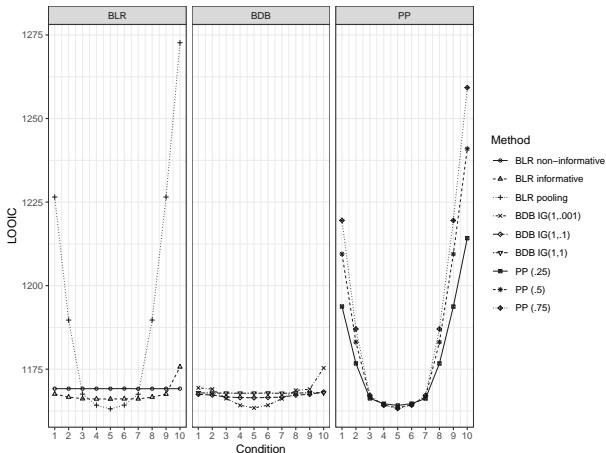 BLR BDB PP
1275
1250
1225
1200
1175
LOOIC
1 2 3 4 5 6 7 8 9 10 1 2 3 4 5 6 7 8 9 10 1 2 3 4 5 6 7 8 9 10
Condition
Method
BLR non−informative
BLR informative
BLR pooling
BDB IG(1,.001)
BDB IG(1,.1)
BDB IG(1,1)
PP (.25)
PP (.5)
PP (.75)